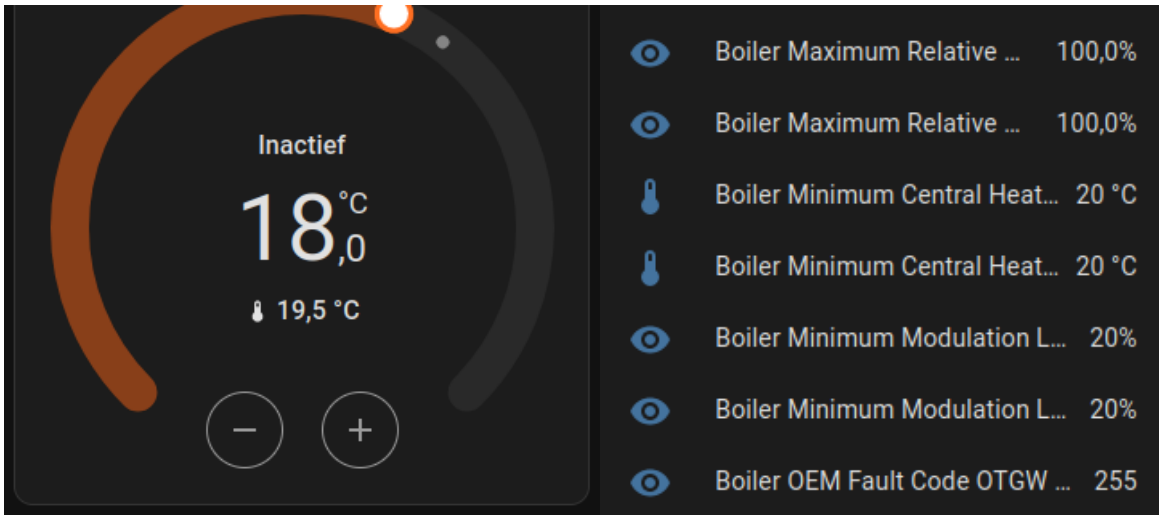 Inactief
18,0 °C
19,5 °C
Boiler Maximum Relative ... 100,0%
Boiler Maximum Relative ... 100,0%
Boiler Minimum Central Heat... 20 °C
Boiler Minimum Central Heat... 20 °C
Boiler Minimum Modulation L... 20%
Boiler Minimum Modulation L... 20%
Boiler OEM Fault Code OTGW ... 255